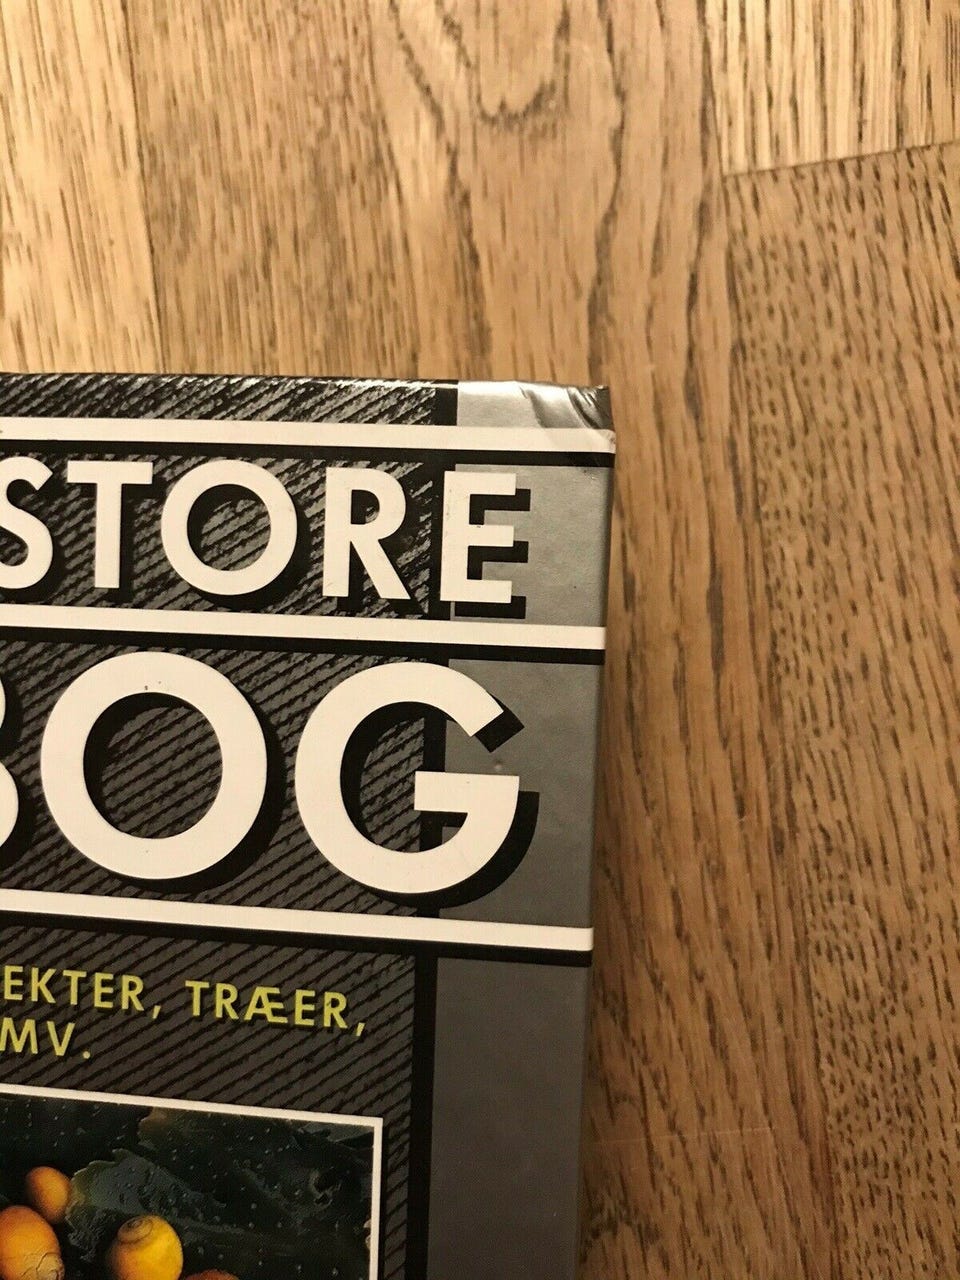 STORE
BOG
EKTER, TRÆER,
MV.